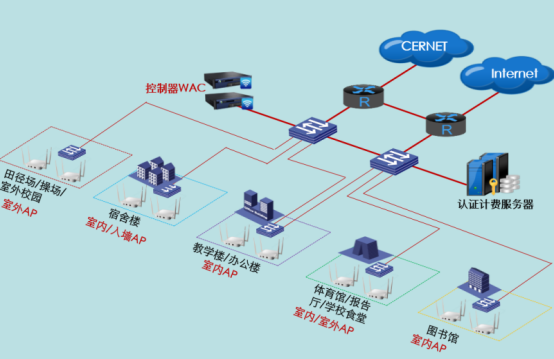 CERNET
Internet
控制器WAC
R
R
认证计费服务器
田径场/操场/
室外校园
室外AP
宿舍楼
室内/入墙AP
教学楼/办公楼
室内AP
体育馆/报告
厅/学校食堂
室内/室外AP
图书馆
室内AP